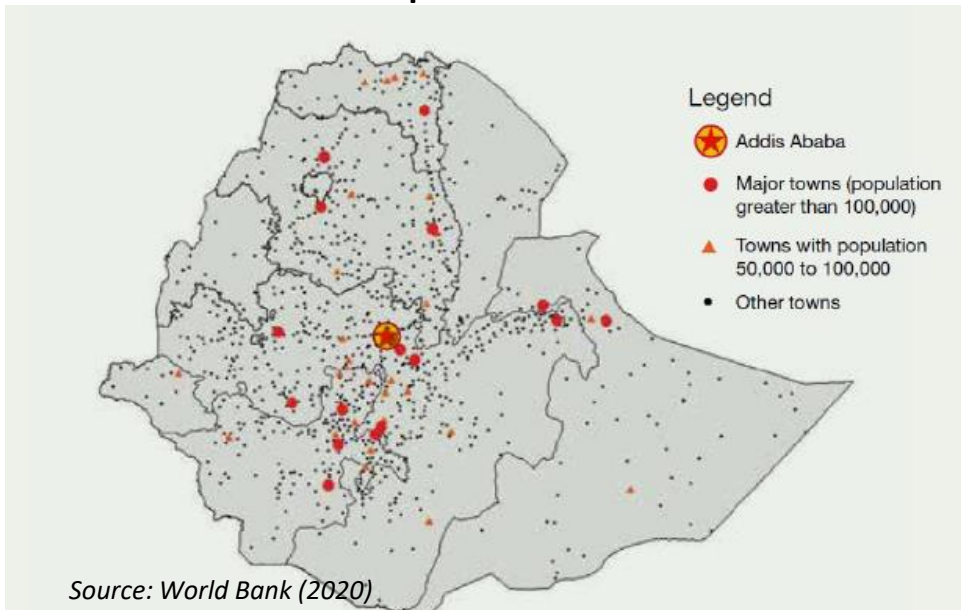 Legend
Addis Ababa
Major towns (population
greater than 100,000)
Towns with population
50,000 to 100,000
Other towns
Source: World Bank (2020)